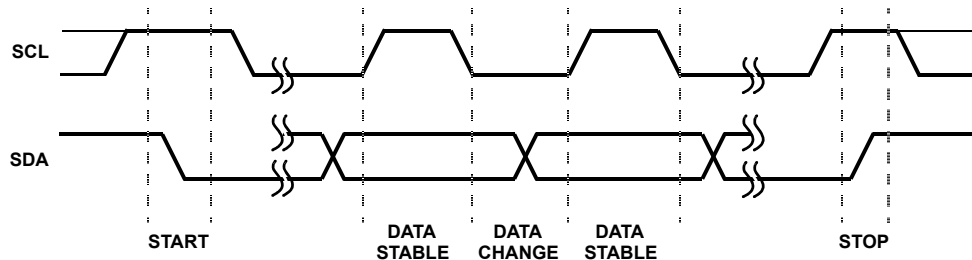 SCL
SDA
START
DATA
STABLE
DATA
CHANGE
DATA
STABLE
STOP